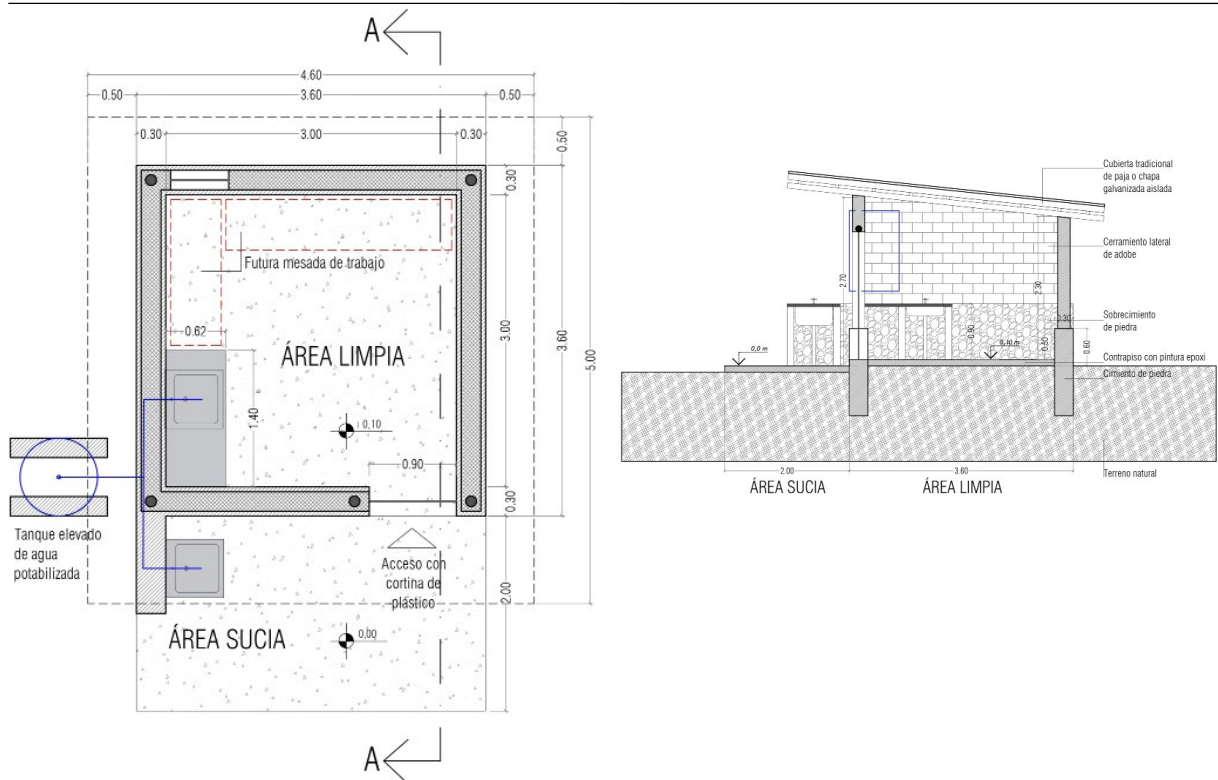 A
4.60
0.50
3.60
0.50
0.30
3.00
0.30
0.50
0.30
Futura mesada de trabajo
0.62
ÁREA LIMPIA
3.00
3.60
5.00
1.40
0,10
0.90
0.30
Tanque elevado
de agua
potabilizada
Acceso con
cortina de
plástico
2.00
ÁREA SUCIA
0,00
A
Cubierta tradicional
de paja o chapa
galvanizada aislada
Cerramiento lateral
de adobe
2.70
2.30
Sobrecimiento
de piedra
0.30
0.90
0.60
0,0 m
Contrapiso con pintura epoxi
Cimiento de piedra
2.00
3.60
Terreno natural
ÁREA SUCIA
ÁREA LIMPIA